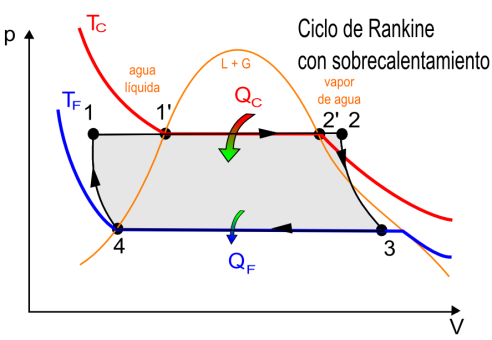 Ciclo de Rankine
con sobrecalentamiento
p
T_C
agua
líquida
L + G
vapor
de agua
T_F
1
1'
Q_C
2'
2
4
Q_F
3
V